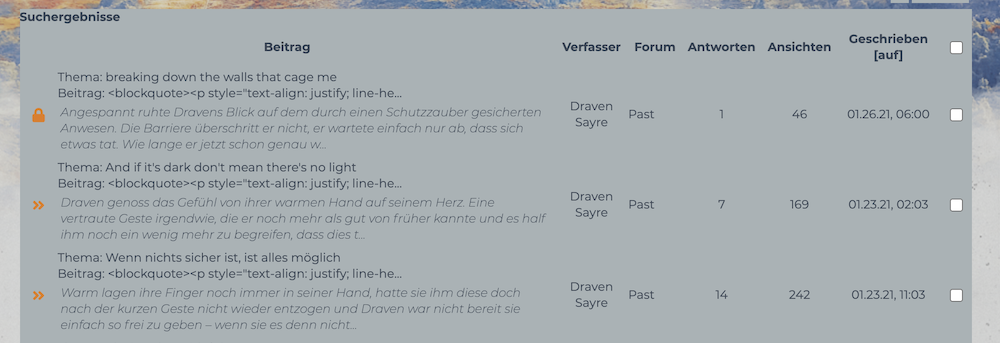 Suchergebnisse
Beitrag Verfasser Forum Antworten Ansichten Geschrieben [auf]
Thema: breaking down the walls that cage me
Beitrag: <blockquote><p style="text-align: justify; line-he...
Angespannt ruhte Dravens Blick auf dem durch einen Schutzzauber gesicherten
Anwesen. Die Barriere überschritt er nicht, er wartete einfach nur ab, dass sich
etwas tat. Wie lange er jetzt schon genau w...
Draven Sayre
Past
1
46
01.26.21, 06:00
Thema: And if it's dark don't mean there's no light
Beitrag: <blockquote><p style="text-align: justify; line-he...
Draven genoss das Gefühl von ihrer warmen Hand auf seinem Herz. Eine
vertraute Geste irgendwie, die er noch mehr als gut von früher kannte und es half
ihm noch ein wenig mehr zu begreifen, dass dies t...
Draven Sayre
Past
7
169
01.23.21, 02:03
Thema: Wenn nichts sicher ist, ist alles möglich
Beitrag: <blockquote><p style="text-align: justify; line-he...
Warm lagen ihre Finger noch immer in seiner Hand, hatte sie ihm diese doch
nach der kurzen Geste nicht wieder entzogen und Draven war nicht bereit sie
einfach so frei zu geben – wenn sie es denn nicht...
Draven Sayre
Past
14
242
01.23.21, 11:03